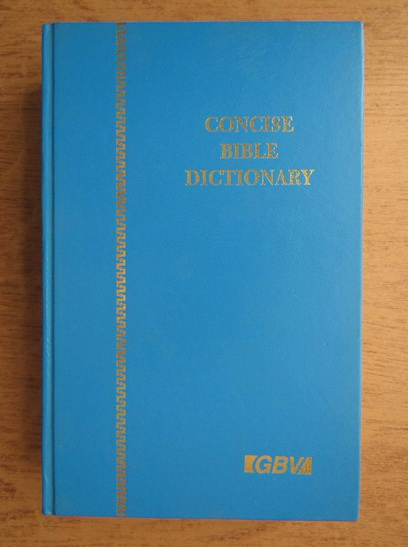 CONCISE
BIBLE
DICTIONARY
GBV